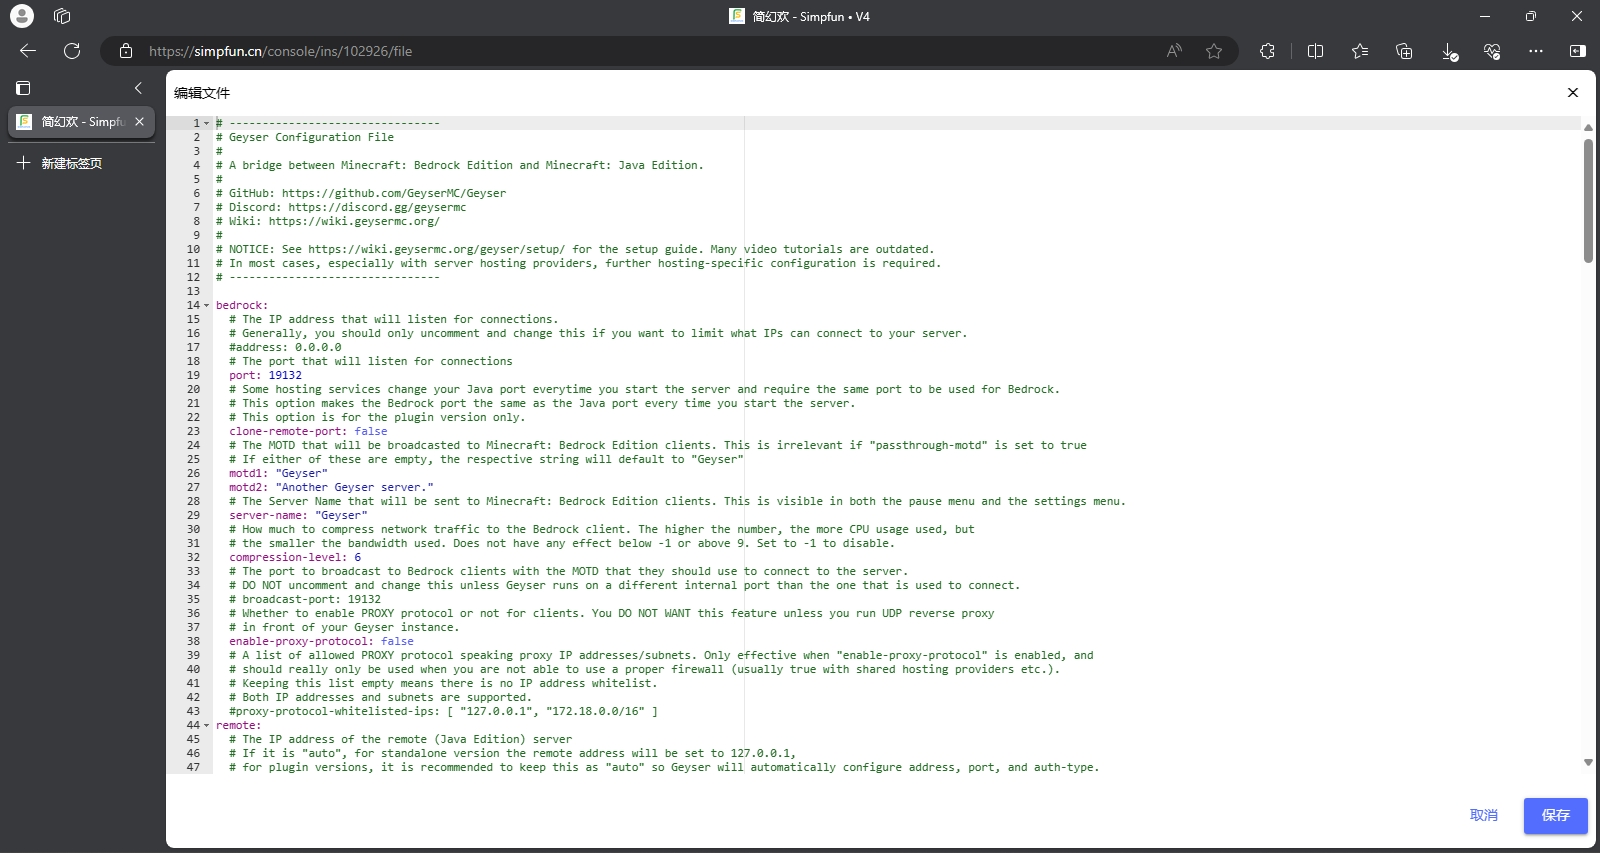 简幻欢 - Simpfun • V4
https://simpfun.cn/console/ins/102926/file
简幻欢 - Simpfu
新建标签页
编辑文件
1 # --------------------------------
2 # Geyser Configuration File
3 #
4 # A bridge between Minecraft: Bedrock Edition and Minecraft: Java Edition.
5 #
6 # GitHub: https://github.com/GeyserMC/Geyser
7 # Discord: https://discord.gg/geysermc
8 # Wiki: https://wiki.geysermc.org/
9 #
10 # NOTICE: See https://wiki.geysermc.org/geyser/setup/ for the setup guide. Many video tutorials are outdated.
11 # In most cases, especially with server hosting providers, further hosting-specific configuration is required.
12 # --------------------------------
13
14 bedrock:
15 # The IP address that will listen for connections.
16 # Generally, you should only uncomment and change this if you want to limit what IPs can connect to your server.
17 #address: 0.0.0.0
18 # The port that will listen for connections
19 port: 19132
20 # Some hosting services change your Java port everytime you start the server and require the same port to be used for Bedrock.
21 # This option makes the Bedrock port the same as the Java port every time you start the server.
22 # This option is for the plugin version only.
23 clone-remote-port: false
24 # The MOTD that will be broadcasted to Minecraft: Bedrock Edition clients. This is irrelevant if "passthrough-motd" is set to true
25 # If either of these are empty, the respective string will default to "Geyser"
26 motd1: "Geyser"
27 motd2: "Another Geyser server."
28 # The Server Name that will be sent to Minecraft: Bedrock Edition clients. This is visible in both the pause menu and the settings menu.
29 server-name: "Geyser"
30 # How much to compress network traffic to the Bedrock client. The higher the number, the more CPU usage used, but
31 # the smaller the bandwidth used. Does not have any effect below -1 or above 9. Set to -1 to disable.
32 compression-level: 6
33 # The port to broadcast to Bedrock clients with the MOTD that they should use to connect to the server.
34 # DO NOT uncomment and change this unless Geyser runs on a different internal port than the one that is used to connect.
35 # broadcast-port: 19132
36 # Whether to enable PROXY protocol or not for clients. You DO NOT WANT this feature unless you run UDP reverse proxy
37 # in front of your Geyser instance.
38 enable-proxy-protocol: false
39 # A list of allowed PROXY protocol speaking proxy IP addresses/subnets. Only effective when "enable-proxy-protocol" is enabled, and
40 # should really only be used when you are not able to use a proper firewall (usually true with shared hosting providers etc.).
41 # Keeping this list empty means there is no IP address whitelist.
42 # Both IP addresses and subnets are supported.
43 #proxy-protocol-whitelisted-ips: [ "127.0.0.1", "172.18.0.0/16" ]
44 remote:
45 # The IP address of the remote (Java Edition) server
46 # If it is "auto", for standalone version the remote address will be set to 127.0.0.1,
47 # for plugin versions, it is recommended to keep this as "auto" so Geyser will automatically configure address, port, and auth-type.
取消
保存